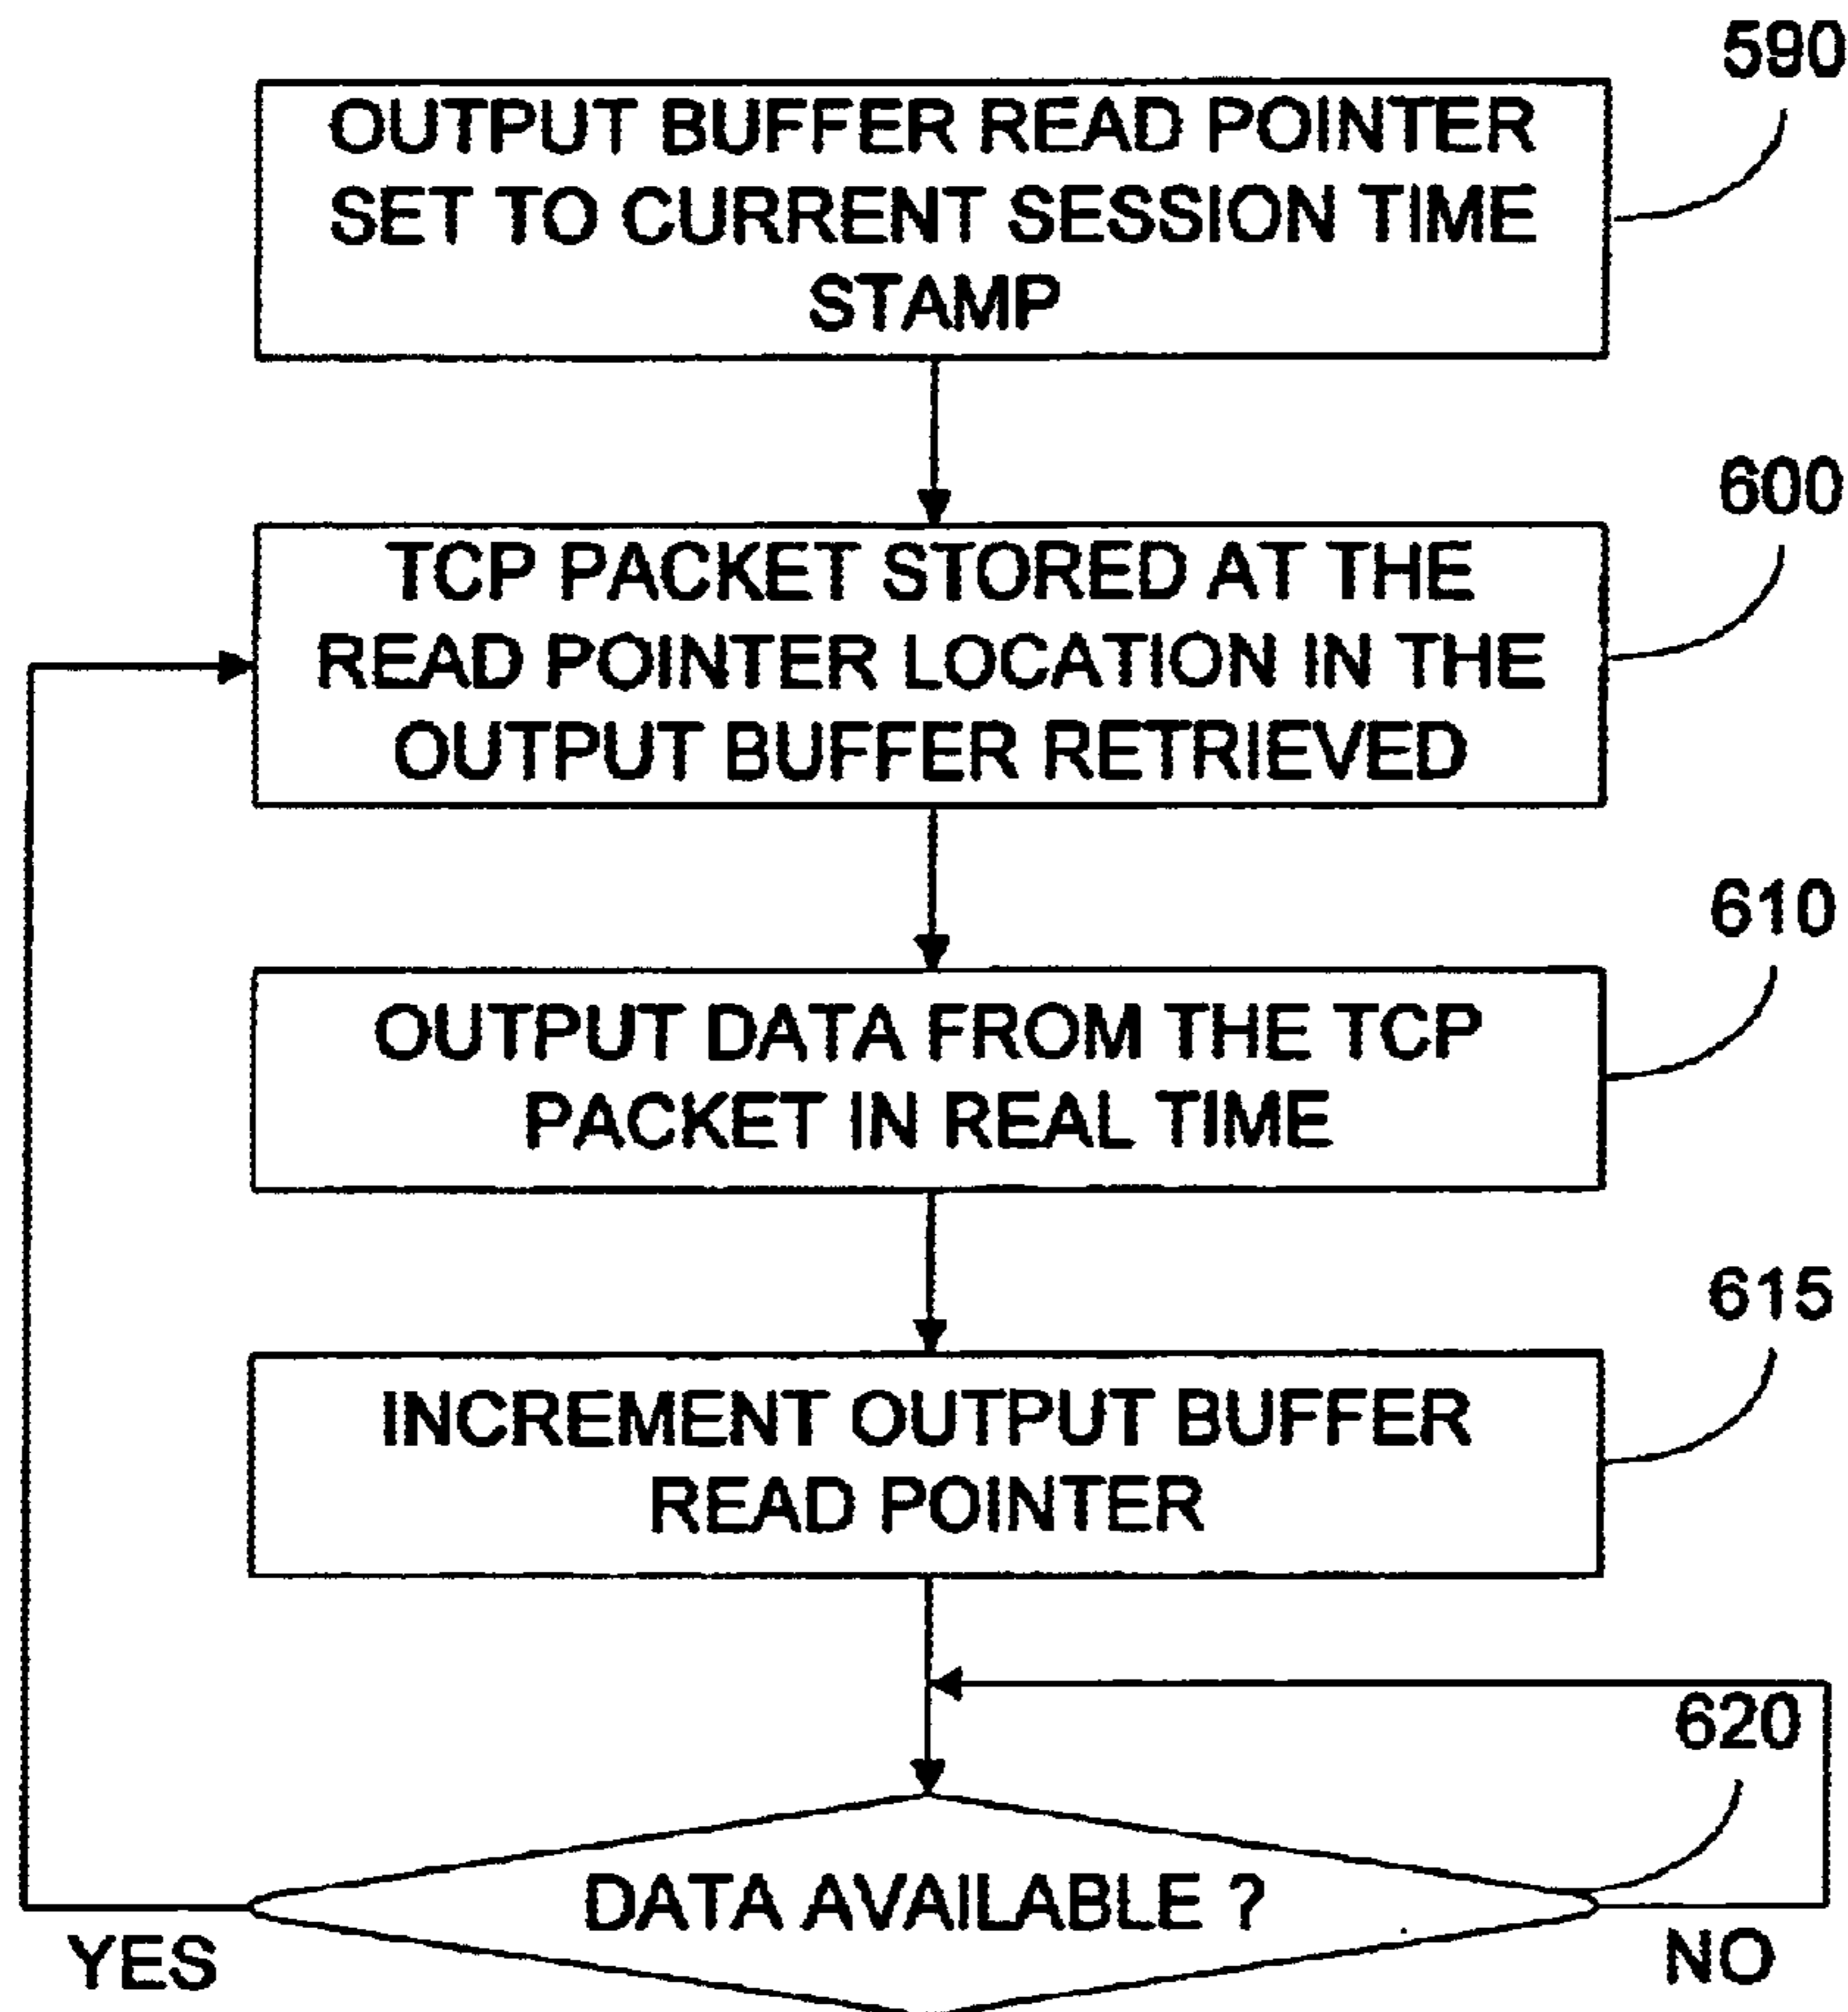 590
OUTPUT BUFFER READ POINTER
SET TO CURRENT SESSION TIME
STAMP
600
TCP PACKET STORED AT THE
READ POINTER LOCATION IN THE
OUTPUT BUFFER RETRIEVED
610
OUTPUT DATA FROM THE TCP
PACKET IN REAL TIME
615
INCREMENT OUTPUT BUFFER
READ POINTER
620
DATA AVAILABLE ?
YES
NO